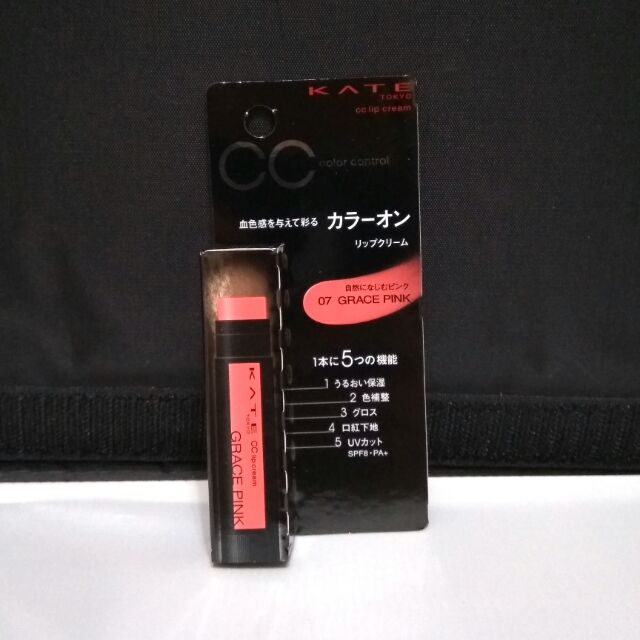 KATE
TOKYO
cc lip cream
CC color control
血色感を与えて彩る カラーオン
リップクリーム
自然になじむピンク
07 GRACE PINK
1本に5つの機能
1 うるおい保湿
2 色補整
3 グロス
4 口紅下地
5 UVカット
SPF8・PA+
KATE
TOKYO
CC lip cream
GRACE PINK